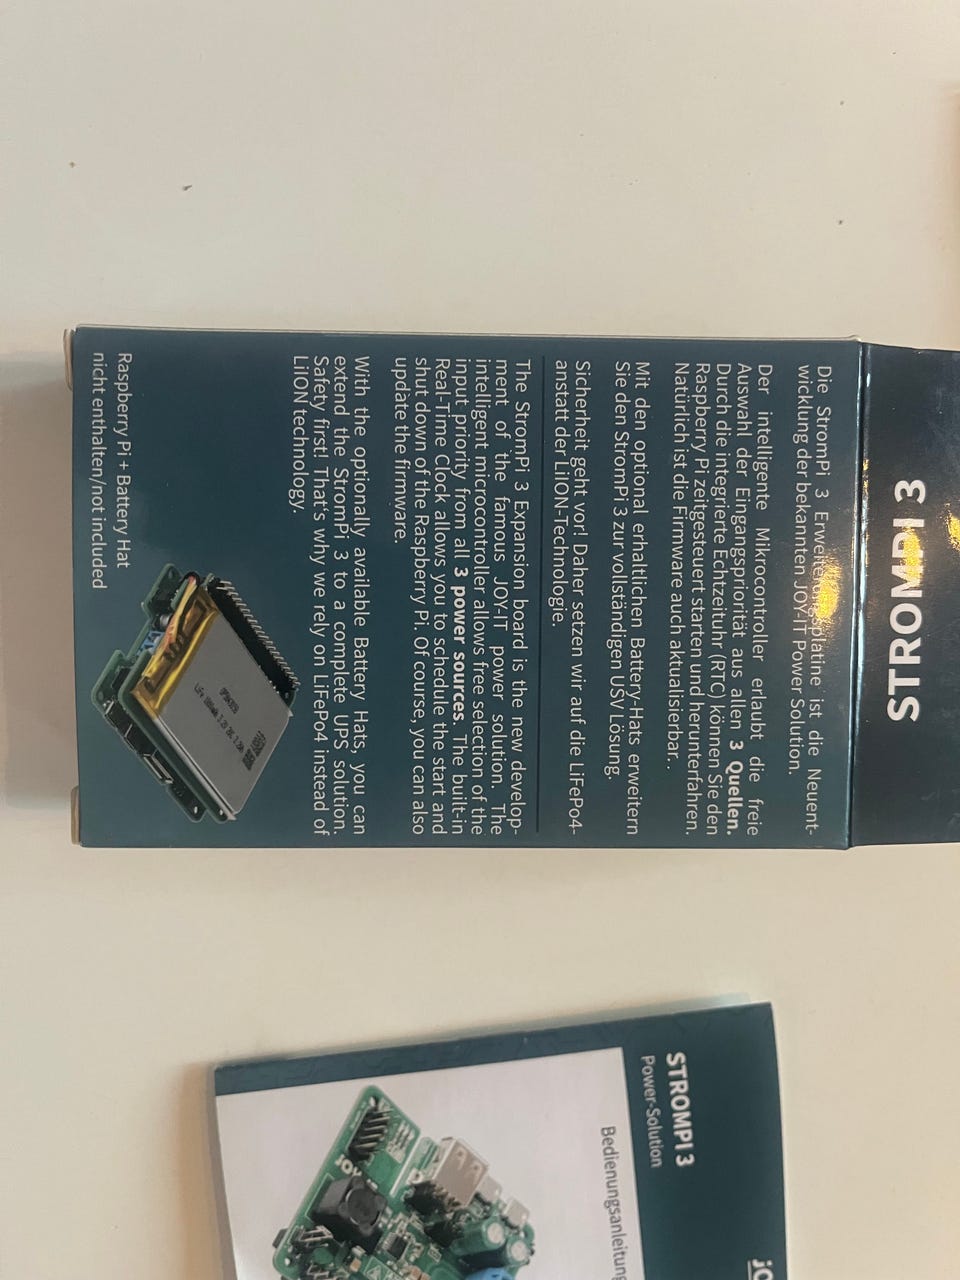 STROMPI 3
Die StromPi 3 Erweiterungsplatine ist die Neuent-
wicklung der bekannten JOY-IT Power Solution.
Der intelligente Mikrocontroller erlaubt die freie
Auswahl der Eingangspriorität aus allen 3 Quellen.
Durch die integrierte Echtzeituhr (RTC) können Sie den
Raspberry Pi zeitgesteuert starten und herunterfahren.
Natürlich ist die Firmware auch aktualisierbar..
Mit den optional erhältlichen Battery-Hats erweitern
Sie den StromPi 3 zur vollständigen USV Lösung.
Sicherheit geht vor! Daher setzen wir auf die LiFePo4-
anstatt der LiION-Technologie.
The StromPi 3 Expansion board is the new develop-
ment of the famous JOY-IT power solution. The
intelligent microcontroller allows free selection of the
input priority from all 3 power sources. The built-in
Real-Time Clock allows you to schedule the start and
shut down of the Raspberry Pi. Of course, you can also
update the firmware.
With the optionally available Battery Hats, you can
extend the StromPi 3 to a complete UPS solution.
Safety first! That's why we rely on LiFePo4 instead of
LiION technology.
Raspberry Pi + Battery Hat
nicht enthalten/not included
STROMPI 3
Power-Solution
Bedienungsanleitung
JOY